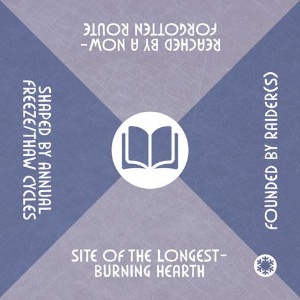 REACHED BY A NOW-
FORGOTTEN ROUTE
SHAPED BY ANNUAL
FREEZE/THAW CYCLES
FOUNDED BY RAIDER(S)
SITE OF THE LONGEST-
BURNING HEARTH